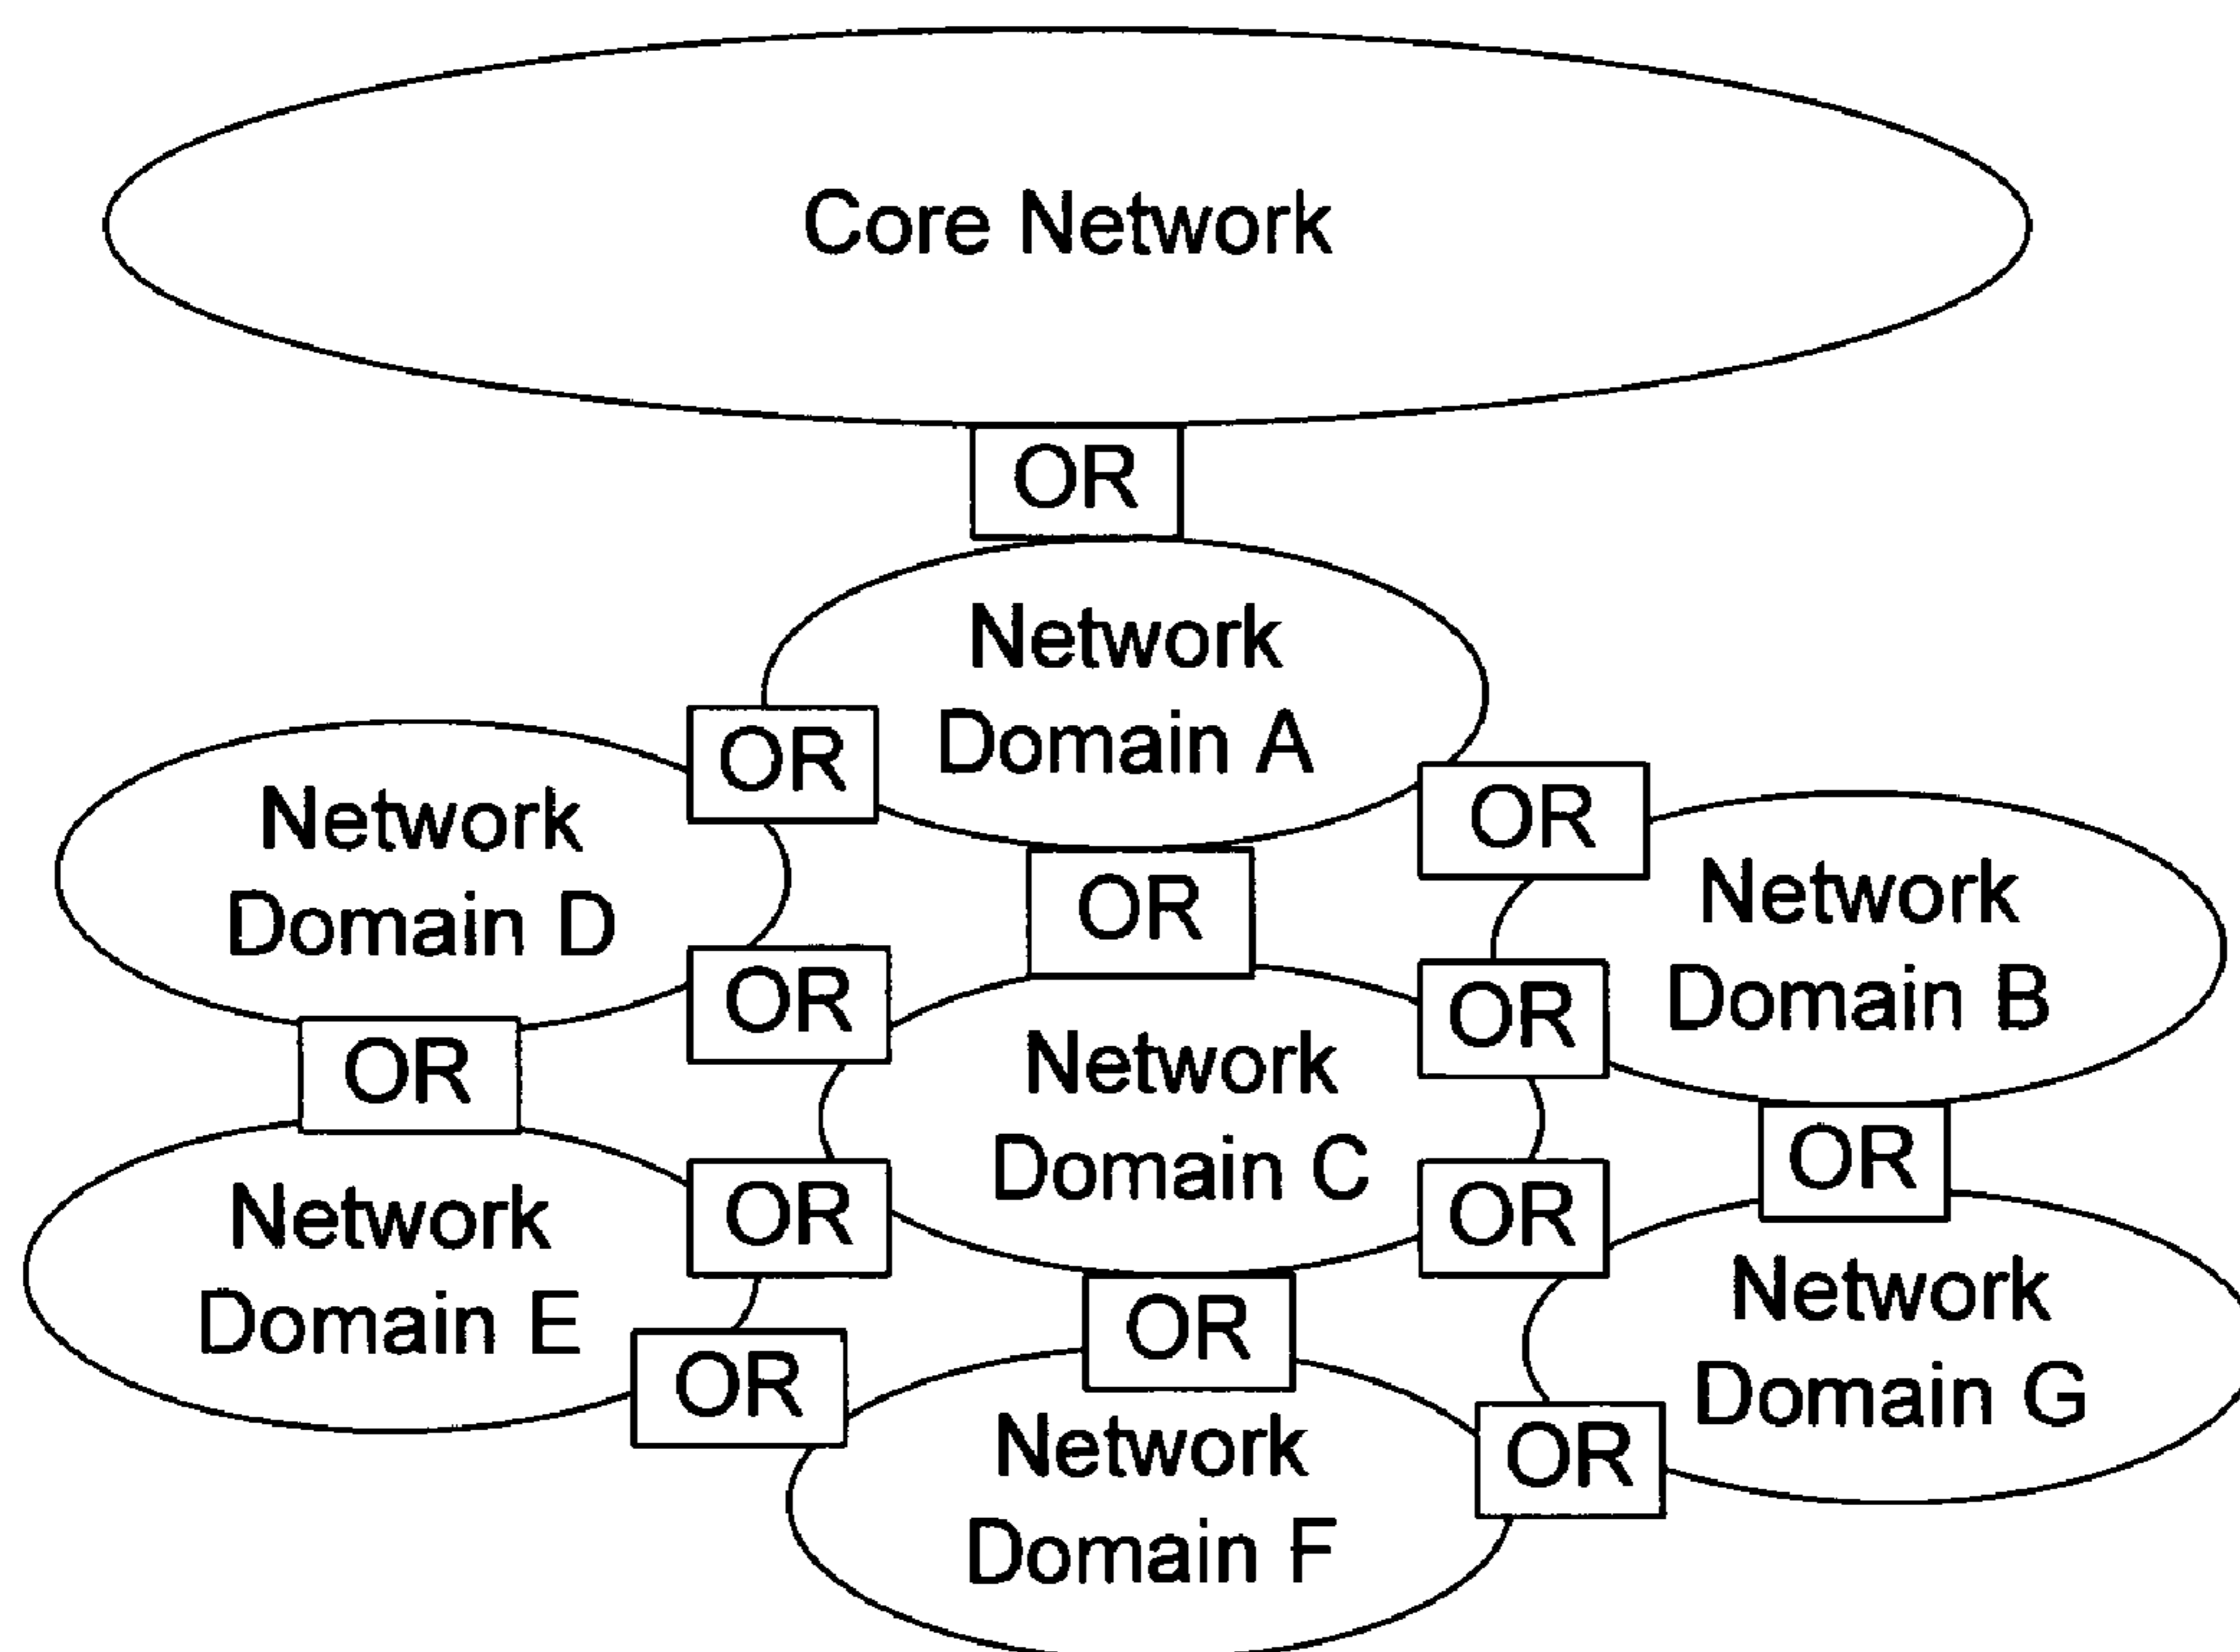 Core Network
OR
Network
Domain A
OR
OR
Network
Domain D
OR
Network
Domain B
OR
OR
OR
Network
Domain C
OR
OR
OR
Network
Domain E
OR
Network
Domain G
OR
OR
Network
Domain F
OR